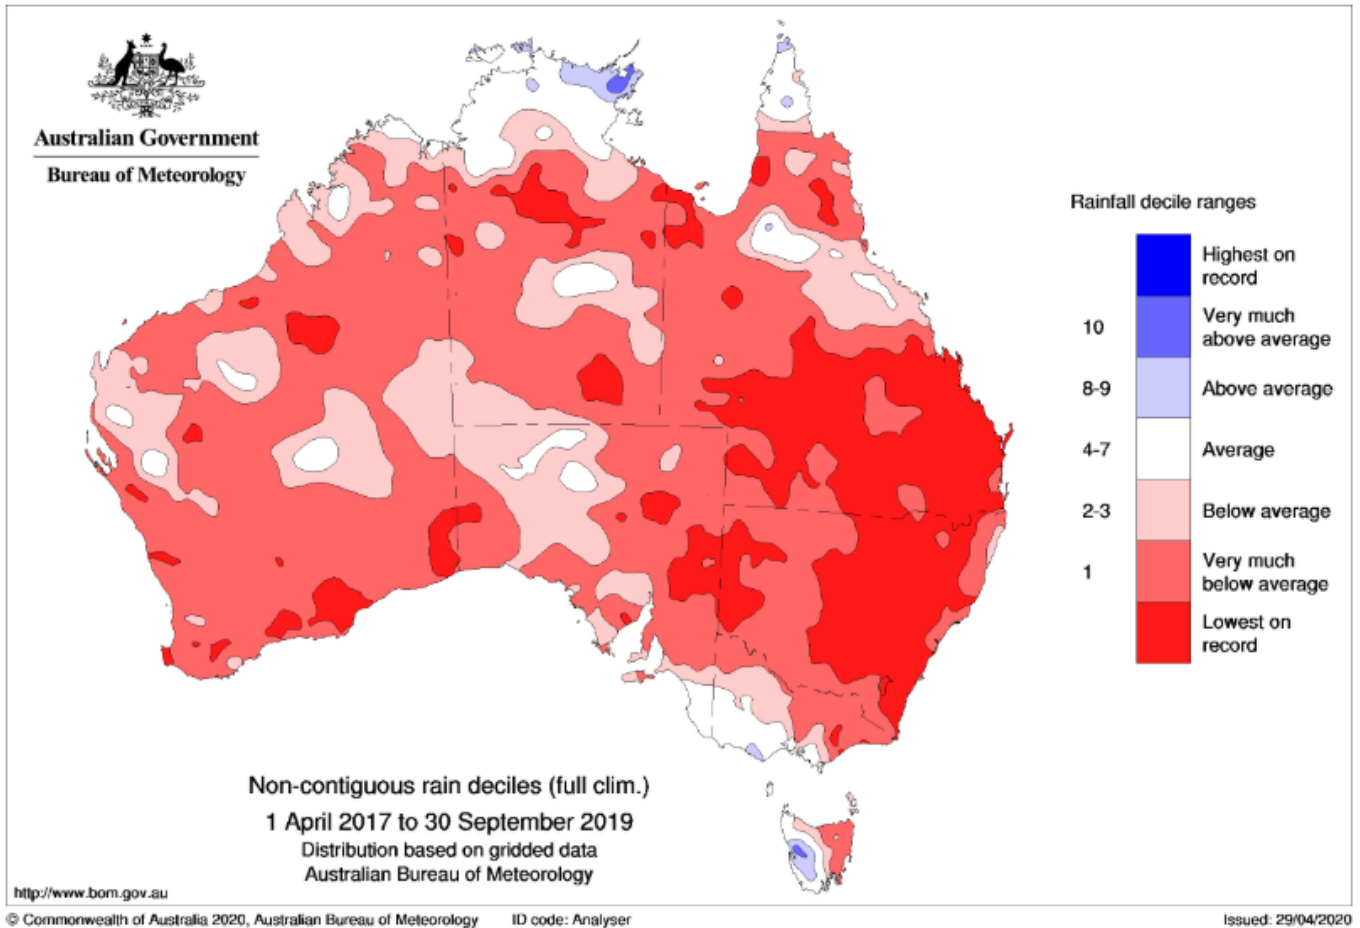 Australian Government
Bureau of Meteorology
Rainfall decile ranges
Highest on
record
10
Very much
above average
8-9
Above average
4-7
Average
2-3
Below average
1
Very much
below average
Lowest on
record
Non-contiguous rain deciles (full clim.)
1 April 2017 to 30 September 2019
Distribution based on gridded data
Australian Bureau of Meteorology
http://www.bom.gov.au
© Commonwealth of Australia 2020, Australian Bureau of Meteorology
ID code: Analyser
Issued: 29/04/2020